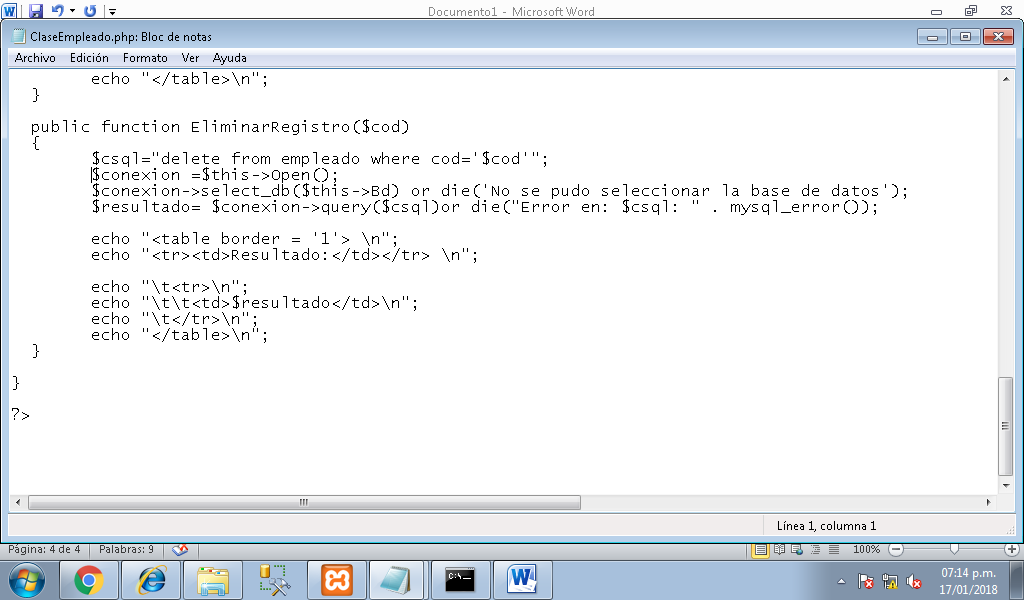 Documento1 - Microsoft Word
ClaseEmpleado.php: Bloc de notas
Archivo Edición Formato Ver Ayuda
echo "</table>\n";
}
public function EliminarRegistro($cod)
{
$csql="delete from empleado where cod='$cod'";
$conexion =$this->Open();
$conexion->select_db($this->Bd) or die('No se pudo seleccionar la base de datos');
$resultado= $conexion->query($csql)or die("Error en: $csql: " . mysql_error());
echo "<table border = '1'> \n";
echo "<tr><td>Resultado:</td></tr> \n";
echo "\t<tr>\n";
echo "\t\t<td>$resultado</td>\n";
echo "\t</tr>\n";
echo "</table>\n";
}
}
?>
Línea 1, columna 1
Página: 4 de 4 Palabras: 9 100%
07:14 p.m.
17/01/2018